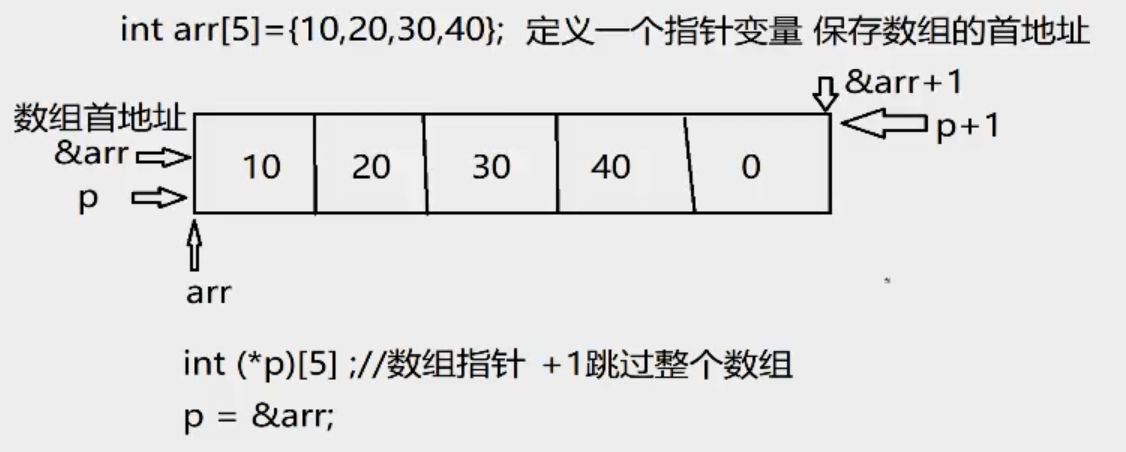 int arr[5]={10,20,30,40}; 定义一个指针变量 保存数组的首地址
&arr+1
数组首地址
p+1
&arr
10 20 30 40 0
p
arr
int (*p)[5] ;//数组指针 +1跳过整个数组
p = &arr;